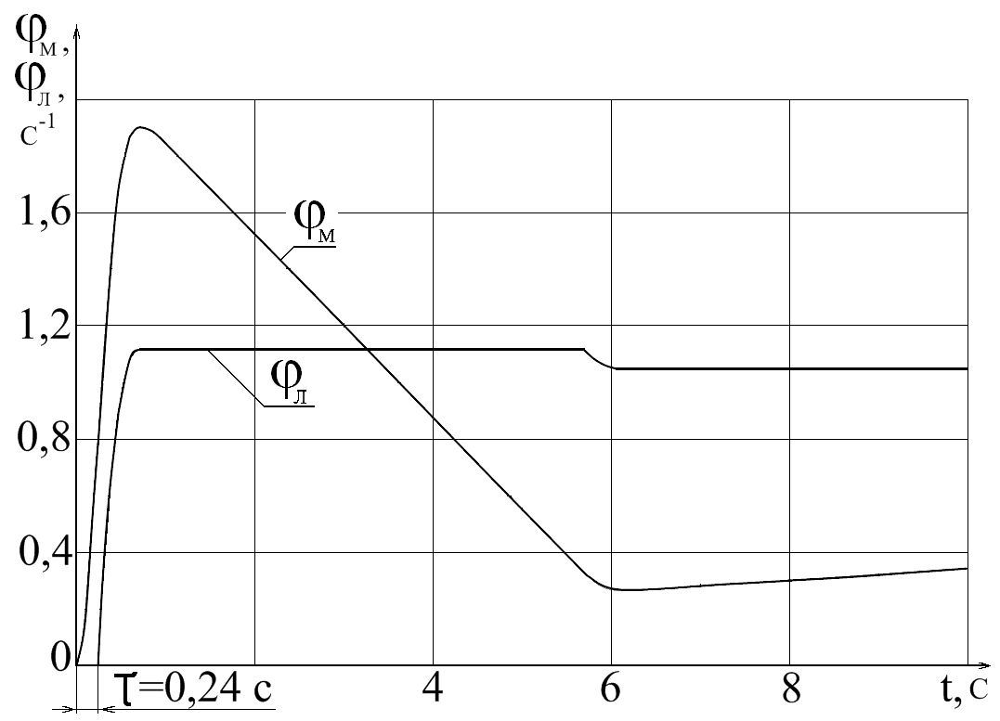 φм,
φл,
с⁻¹
1,6
φм
1,2
φл
0,8
0,4
0
τ=0,24 с
4
6
8
t, с